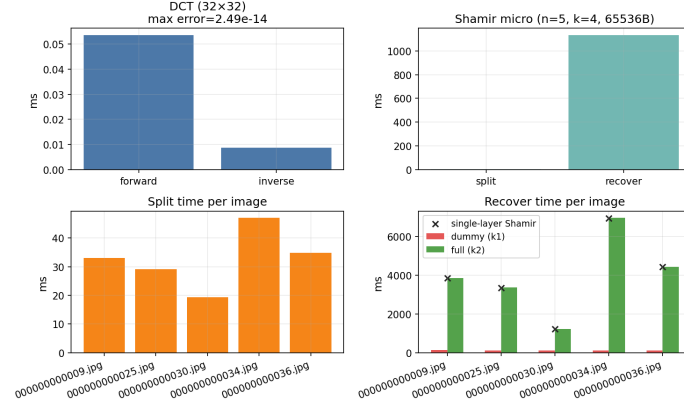 DCT (32×32)
max error=2.49e-14
ms
0.05
0.04
0.03
0.02
0.01
0.00
forward
inverse
Shamir micro (n=5, k=4, 65536B)
ms
1000
800
600
400
200
0
split
recover
Split time per image
ms
40
30
20
10
0
000000000009.jpg
000000000025.jpg
000000000030.jpg
000000000034.jpg
000000000036.jpg
Recover time per image
ms
6000
4000
2000
0
single-layer Shamir
dummy (k1)
full (k2)
000000000009.jpg
000000000025.jpg
000000000030.jpg
000000000034.jpg
000000000036.jpg